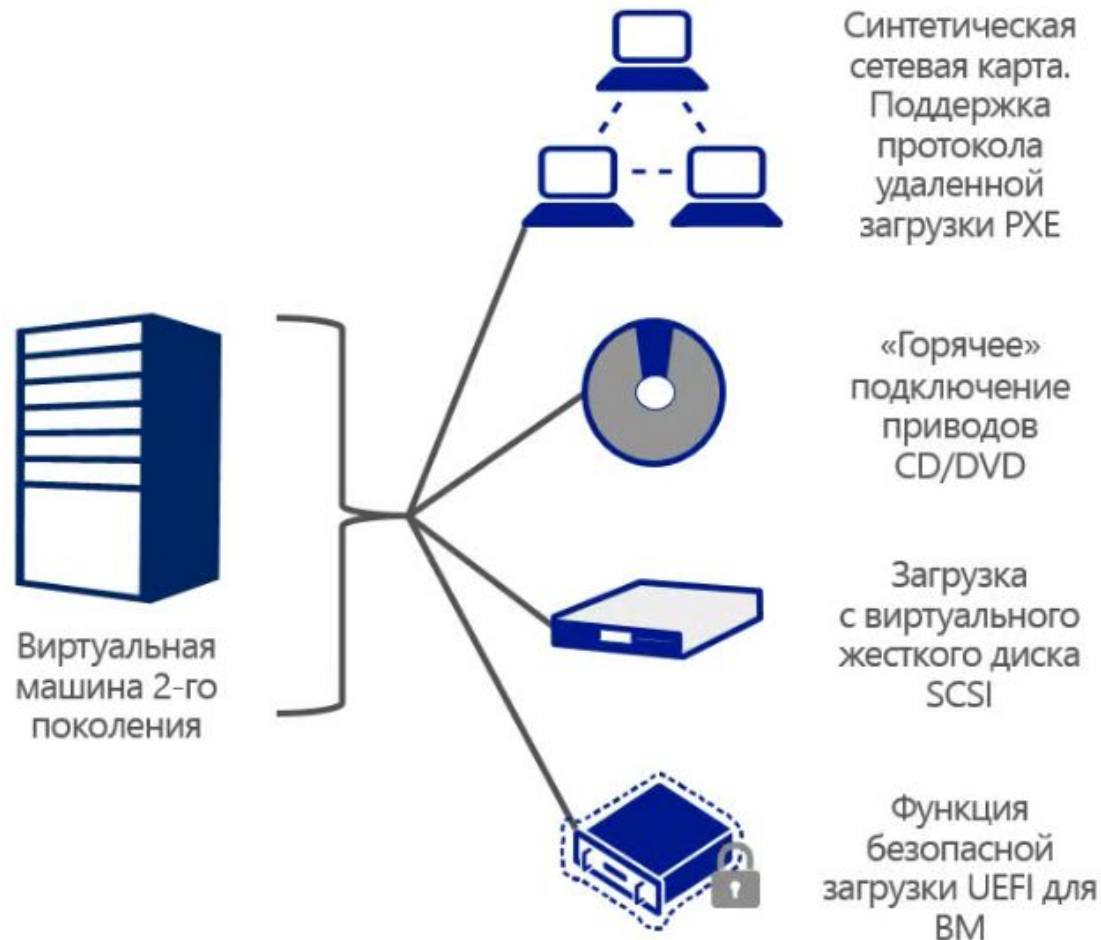 Синтетическая
сетевая карта.
Поддержка
протокола
удаленной
загрузки PXE
«Горячее»
подключение
приводов
CD/DVD
Виртуальная
машина 2-го
поколения
Загрузка
с виртуального
жесткого диска
SCSI
Функция
безопасной
загрузки UEFI для
ВМ